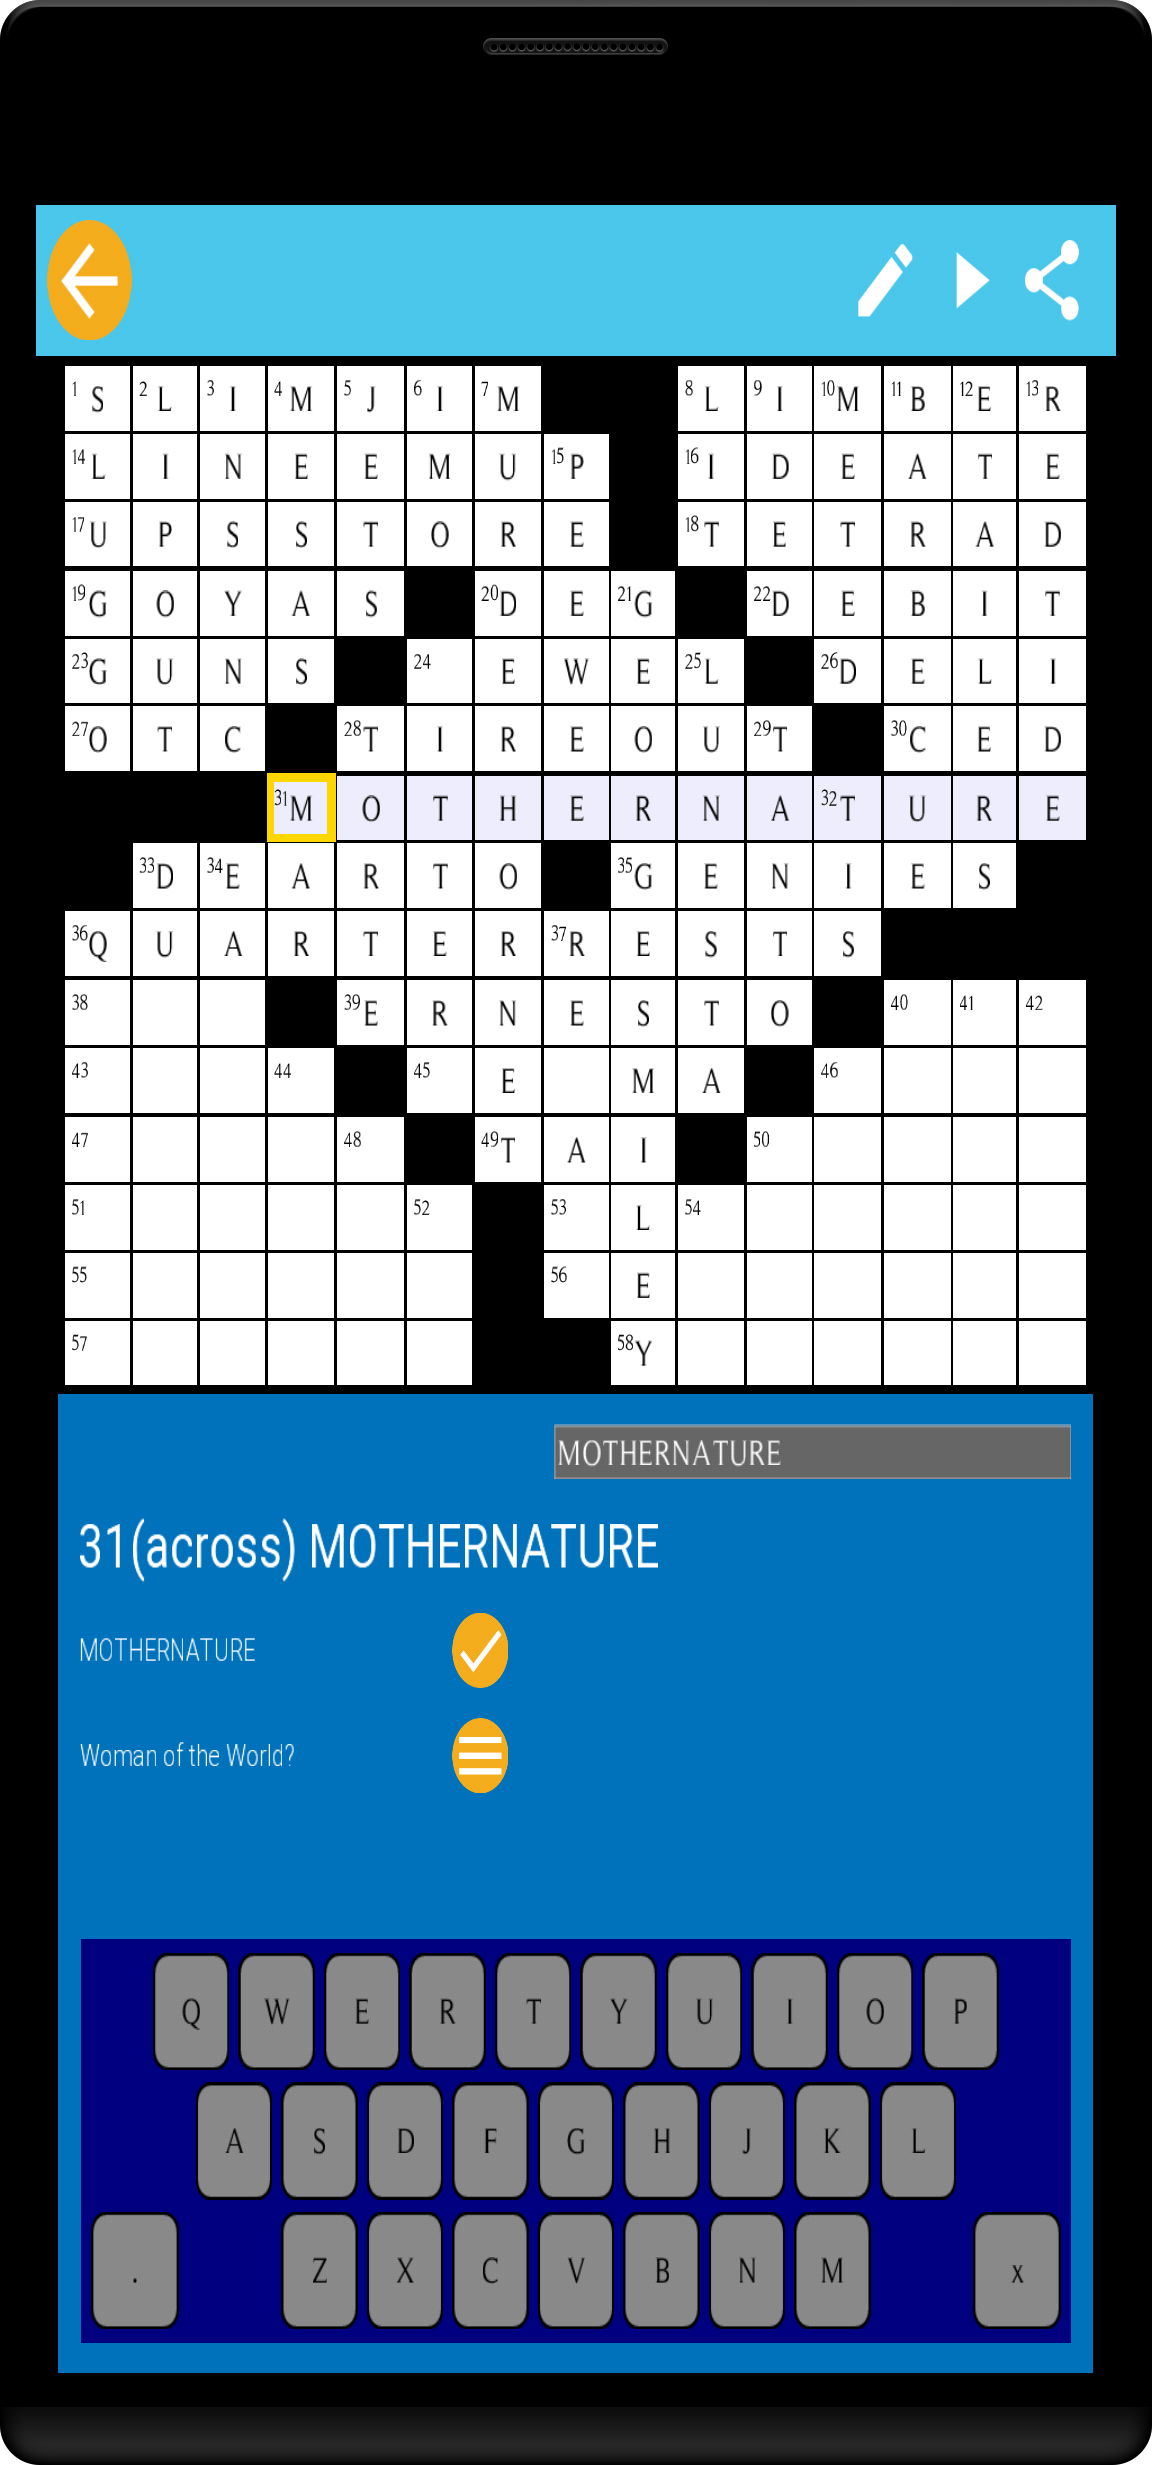 1 S 2 L 3 I 4 M 5 J 6 I 7 M 8 L 9 I 10 M 11 B 12 E 13 R
14 L I N E E M U 15 P 16 I D E A T E
17 U P S S T O R E 18 T E T R A D
19 G O Y A S 20 D E 21 G 22 D E B I T
23 G U N S 24 E W E 25 L 26 D E L I
27 O T C 28 T I R E O U 29 T 30 C E D
31 M O T H E R N A 32 T U R E
33 D 34 E A R T O 35 G E N I E S
36 Q U A R T E R 37 R E S T S
38 39 E R N E S T O 40 41 42
43 44 45 E M A 46
47 48 49 T A I 50
51 52 53 L 54
55 56 E
57 58 Y
MOTHERNATURE
31(across) MOTHERNATURE
MOTHERNATURE
Woman of the World?
Q W E R T Y U I O P
A S D F G H J K L
. Z X C V B N M x